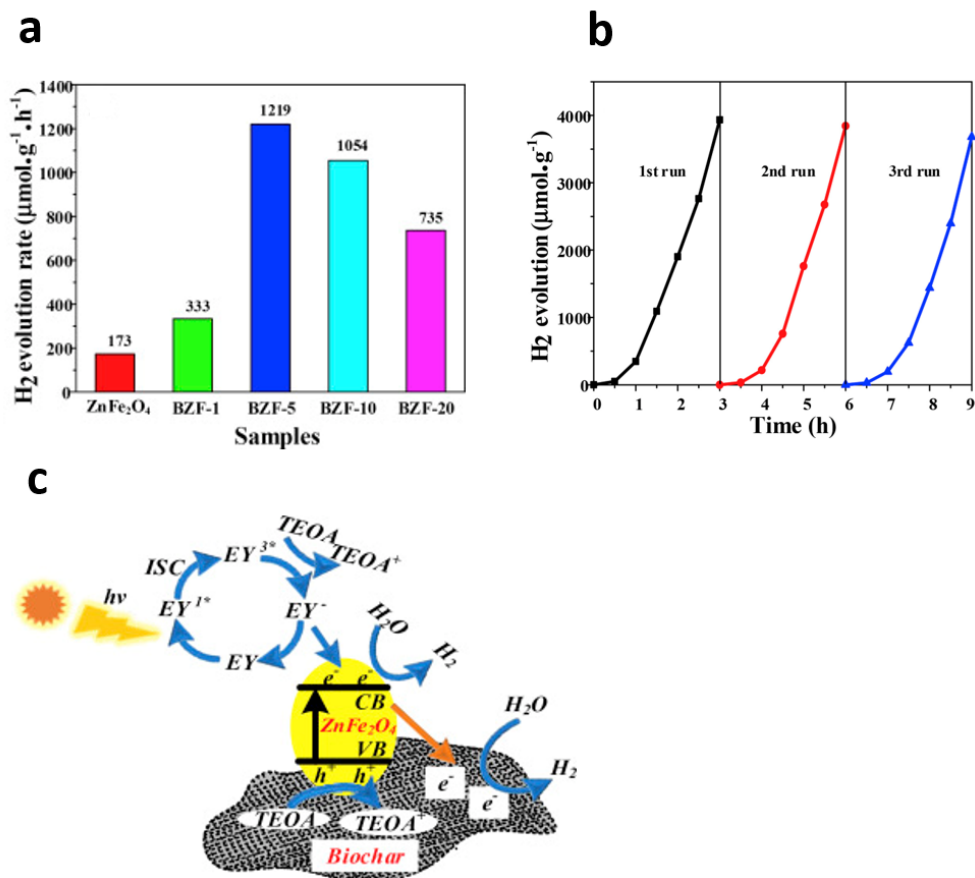 a
H2 evolution rate (μmol.g-1.h-1)
1400
1200
1000
800
600
400
200
0
173
333
1219
1054
735
ZnFe2O4 BZF-1 BZF-5 BZF-10 BZF-20
Samples
b
H2 evolution (μmol.g-1)
4000
3000
2000
1000
0
1st run 2nd run 3rd run
0 1 2 3 4 5 6 7 8 9
Time (h)
c
TEOA
TEOA+
ISC
EY3*
hν
EY1*
EY-
EY
H2O
H2
e- e-
CB
ZnFe2O4
VB
h+ h+
H2O
H2
e-
e-
TEOA TEOA+
Biochar